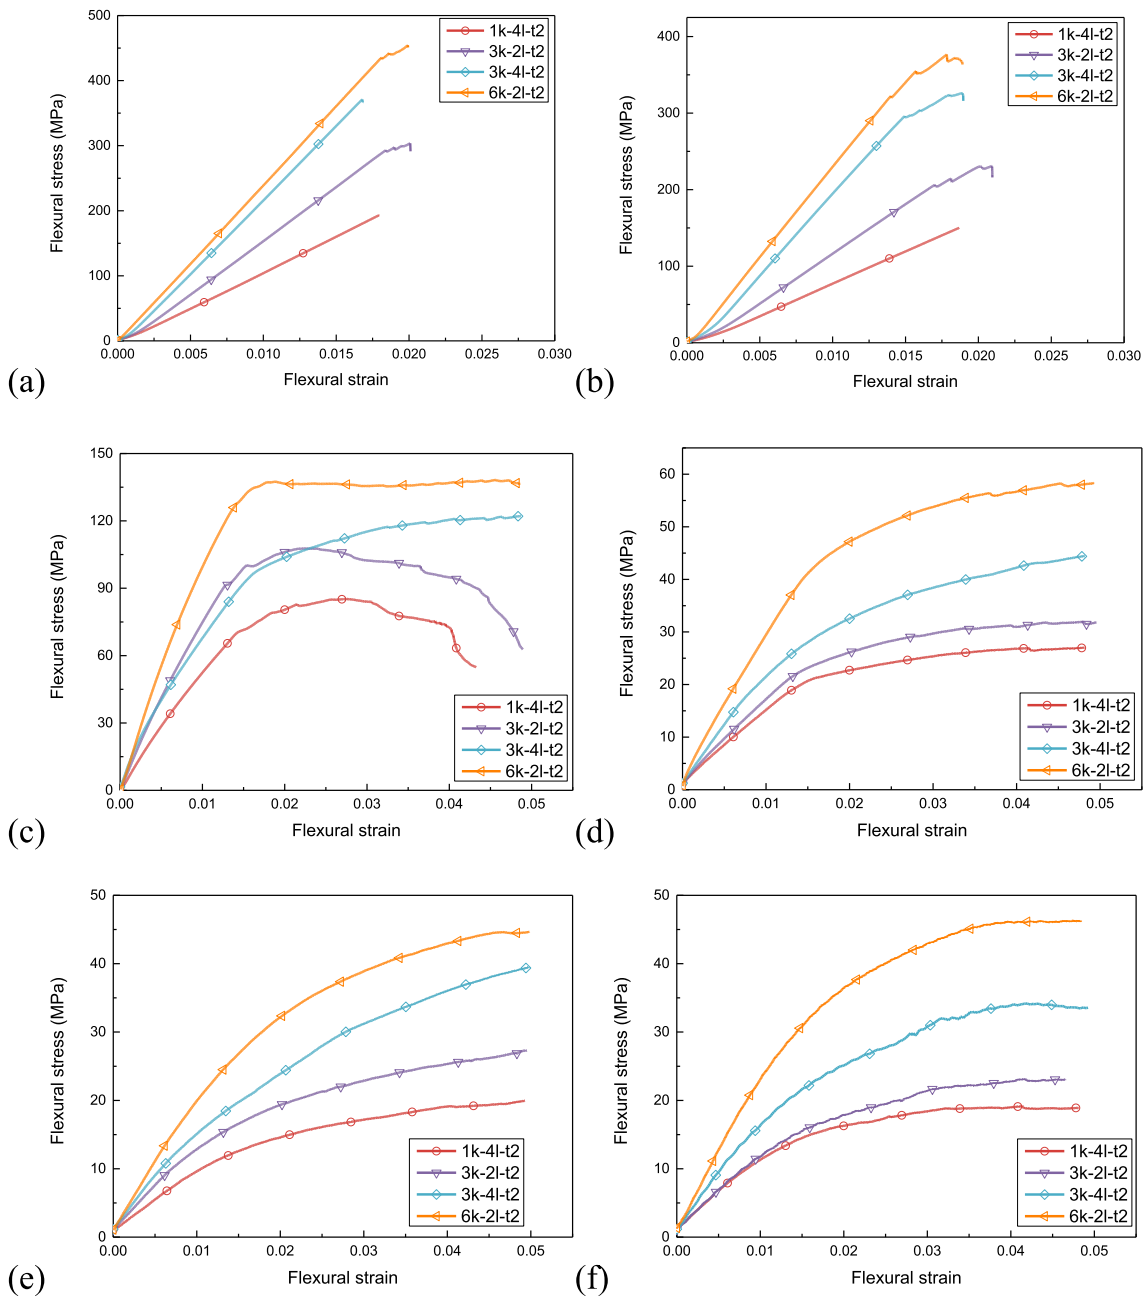 500
400
300
200
100
0
0.000 0.005 0.010 0.015 0.020 0.025 0.030
Flexural stress (MPa)
Flexural strain
1k-4l-t2
3k-2l-t2
3k-4l-t2
6k-2l-t2
(a)
400
300
200
100
0
0.000 0.005 0.010 0.015 0.020 0.025 0.030
Flexural stress (MPa)
Flexural strain
1k-4l-t2
3k-2l-t2
3k-4l-t2
6k-2l-t2
(b)
150
120
90
60
30
0
0.00 0.01 0.02 0.03 0.04 0.05
Flexural stress (MPa)
Flexural strain
1k-4l-t2
3k-2l-t2
3k-4l-t2
6k-2l-t2
(c)
60
50
40
30
20
10
0
0.00 0.01 0.02 0.03 0.04 0.05
Flexural stress (MPa)
Flexural strain
1k-4l-t2
3k-2l-t2
3k-4l-t2
6k-2l-t2
(d)
50
40
30
20
10
0
0.00 0.01 0.02 0.03 0.04 0.05
Flexural stress (MPa)
Flexural strain
1k-4l-t2
3k-2l-t2
3k-4l-t2
6k-2l-t2
(e)
50
40
30
20
10
0
0.00 0.01 0.02 0.03 0.04 0.05
Flexural stress (MPa)
Flexural strain
1k-4l-t2
3k-2l-t2
3k-4l-t2
6k-2l-t2
(f)